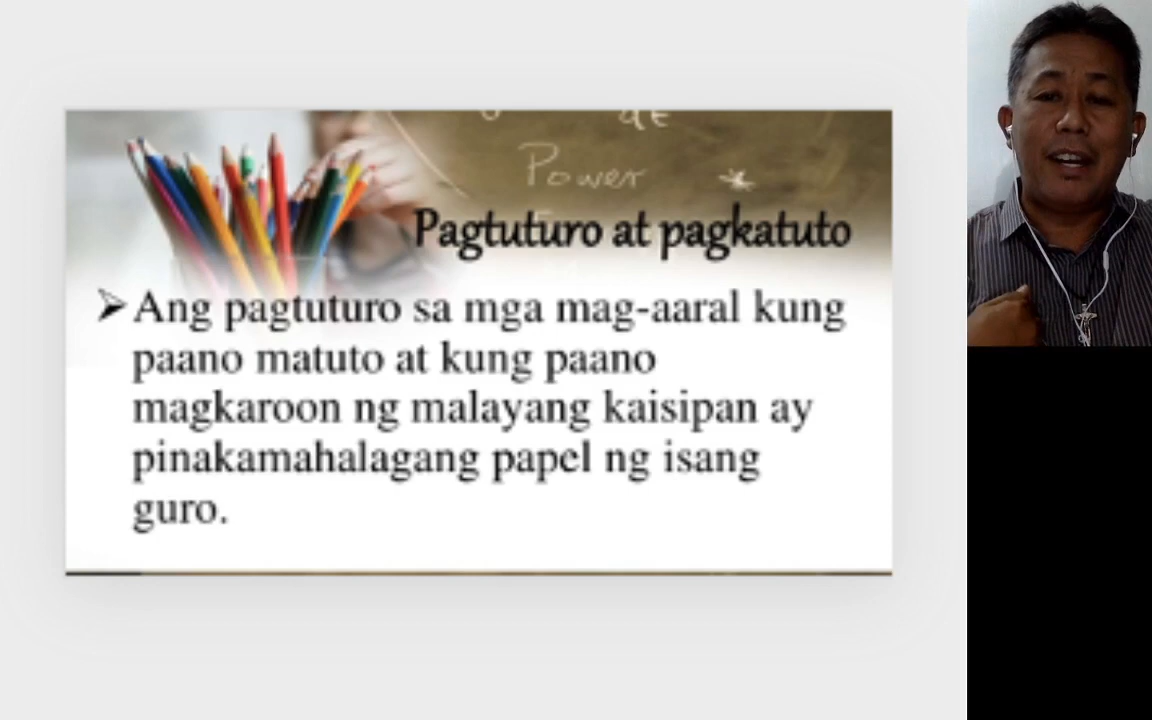 Power
Pagtuturo at pagkatuto
Ang pagtuturo sa mga mag-aaral kung
paano matuto at kung paano
magkaroon ng malayang kaisipan ay
pinakamahalagang papel ng isang
guro.